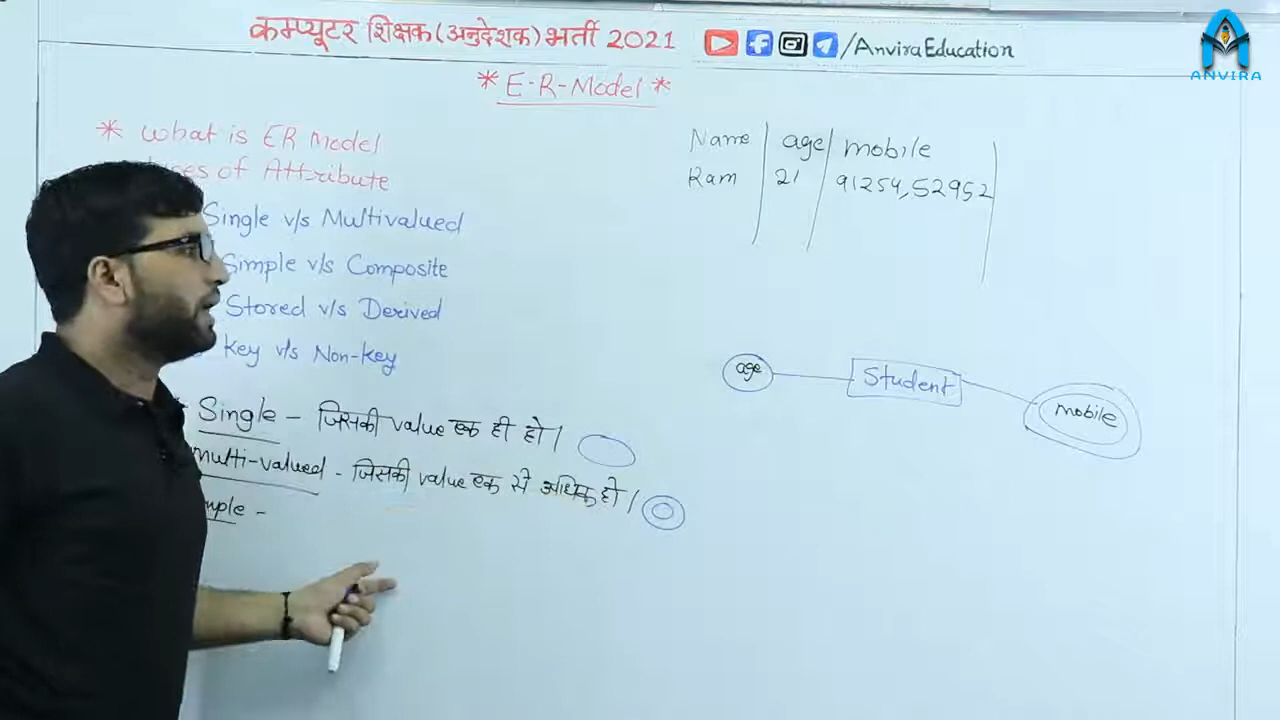 कम्प्यूटर शिक्षक (अनुदेशक) भर्ती 2021
/AnviraEducation
ANVIRA
* E-R-Model *
* What is ER Model
of Attribute
Single v/s Multivalued
Simple v/s Composite
Stored v/s Derived
Key v/s Non-Key
Single - जिसकी value एक ही हो।
multi-valued - जिसकी value एक से अधिक हो।
Name age mobile
Ram 21 91254,52952
age Student mobile